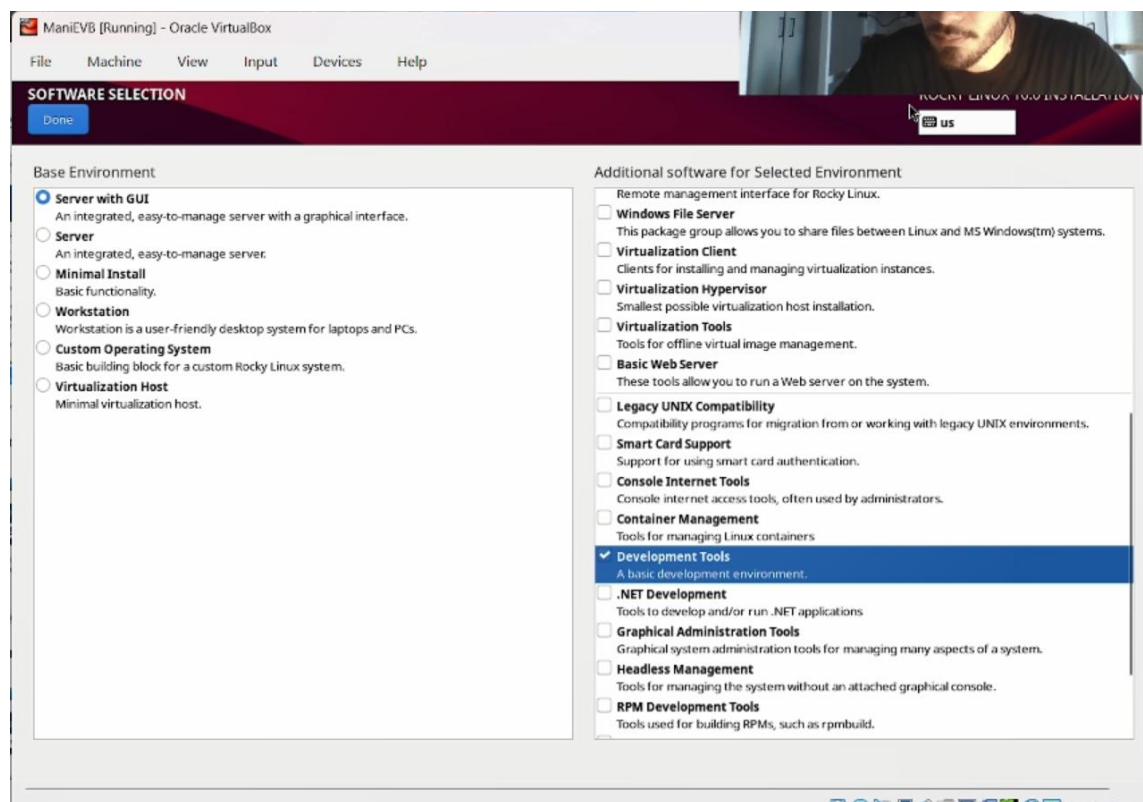 ManiEVB [Running] - Oracle VirtualBox
File Machine View Input Devices Help
SOFTWARE SELECTION
ROCKY LINUX 10.0 INSTALLATION
Done
us
Base Environment
Server with GUI
An integrated, easy-to-manage server with a graphical interface.
Server
An integrated, easy-to-manage server.
Minimal Install
Basic functionality.
Workstation
Workstation is a user-friendly desktop system for laptops and PCs.
Custom Operating System
Basic building block for a custom Rocky Linux system.
Virtualization Host
Minimal virtualization host.
Additional software for Selected Environment
Remote management interface for Rocky Linux.
Windows File Server
This package group allows you to share files between Linux and MS Windows(tm) systems.
Virtualization Client
Clients for installing and managing virtualization instances.
Virtualization Hypervisor
Smallest possible virtualization host installation.
Virtualization Tools
Tools for offline virtual image management.
Basic Web Server
These tools allow you to run a Web server on the system.
Legacy UNIX Compatibility
Compatibility programs for migration from or working with legacy UNIX environments.
Smart Card Support
Support for using smart card authentication.
Console Internet Tools
Console internet access tools, often used by administrators.
Container Management
Tools for managing Linux containers
Development Tools
A basic development environment.
.NET Development
Tools to develop and/or run .NET applications
Graphical Administration Tools
Graphical system administration tools for managing many aspects of a system.
Headless Management
Tools for managing the system without an attached graphical console.
RPM Development Tools
Tools used for building RPMs, such as rpmbuild.